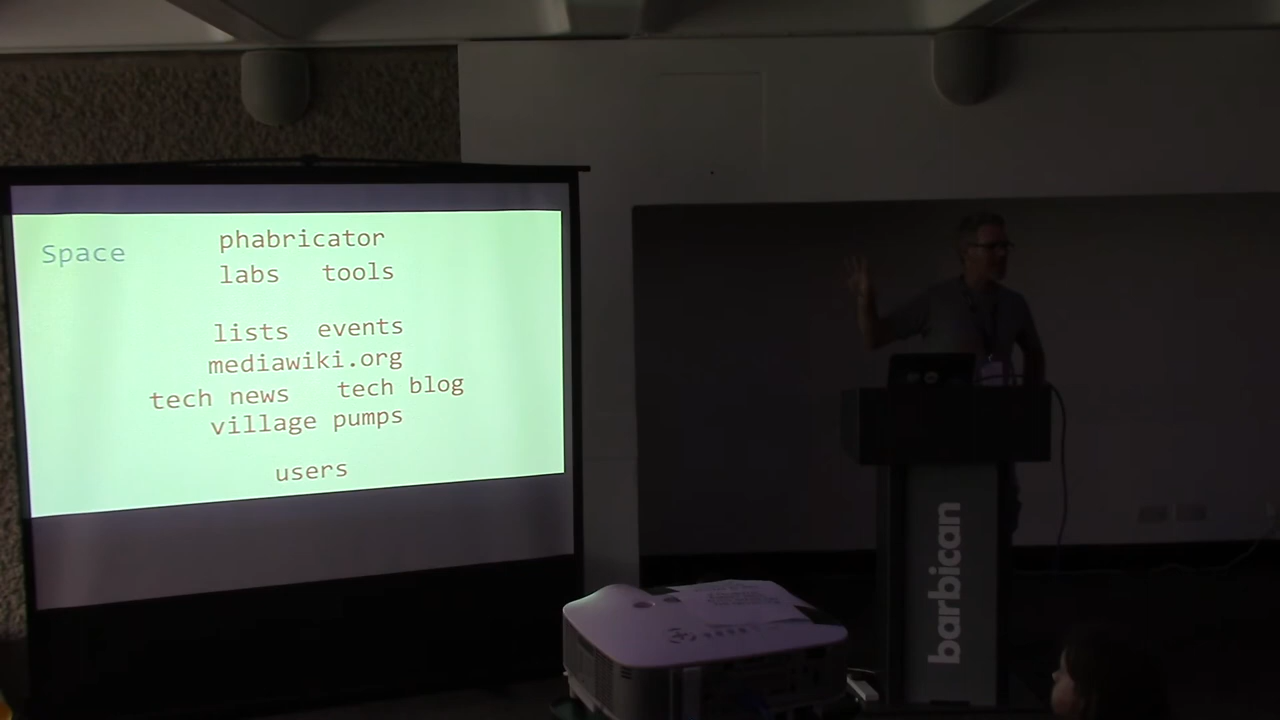 Space
phabricator
labs tools
lists events
mediawiki.org
tech news tech blog
village pumps
users
barbican